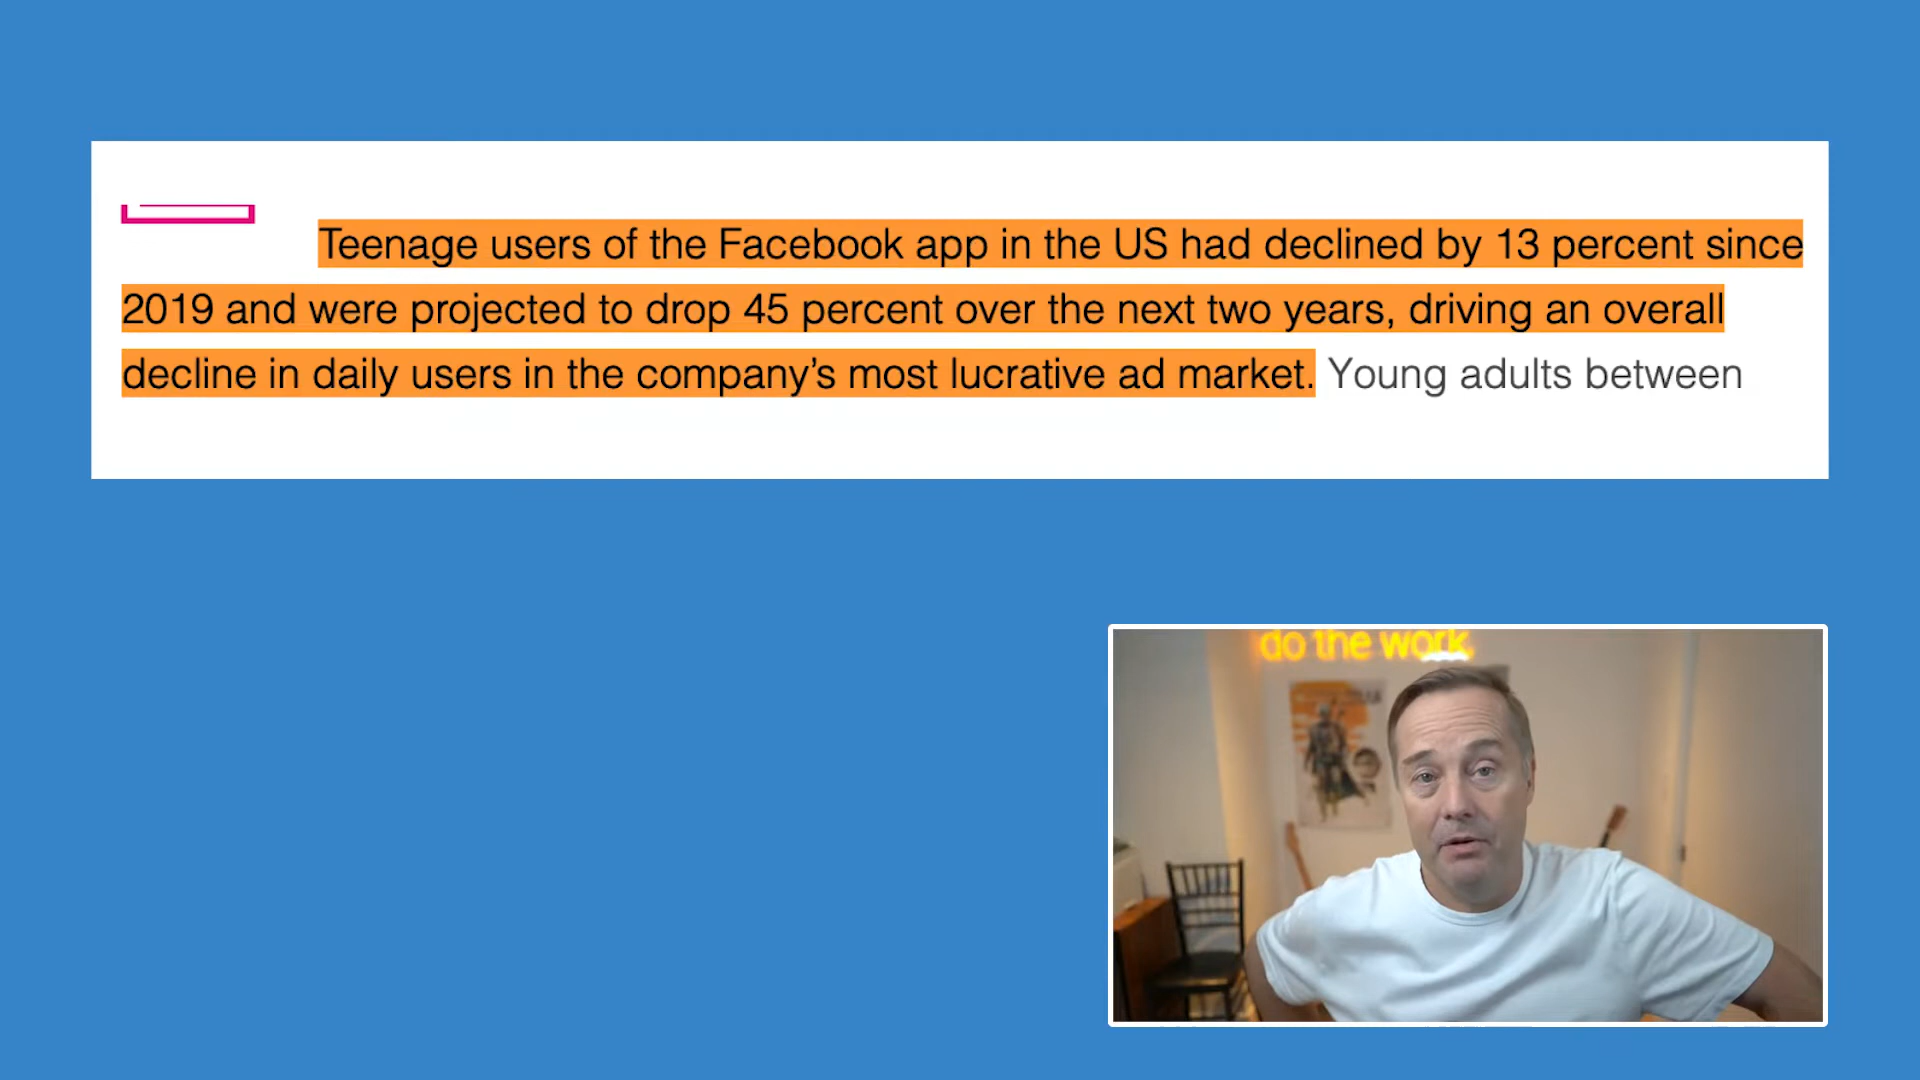 Teenage users of the Facebook app in the US had declined by 13 percent since
2019 and were projected to drop 45 percent over the next two years, driving an overall
decline in daily users in the company’s most lucrative ad market. Young adults between
do the work.